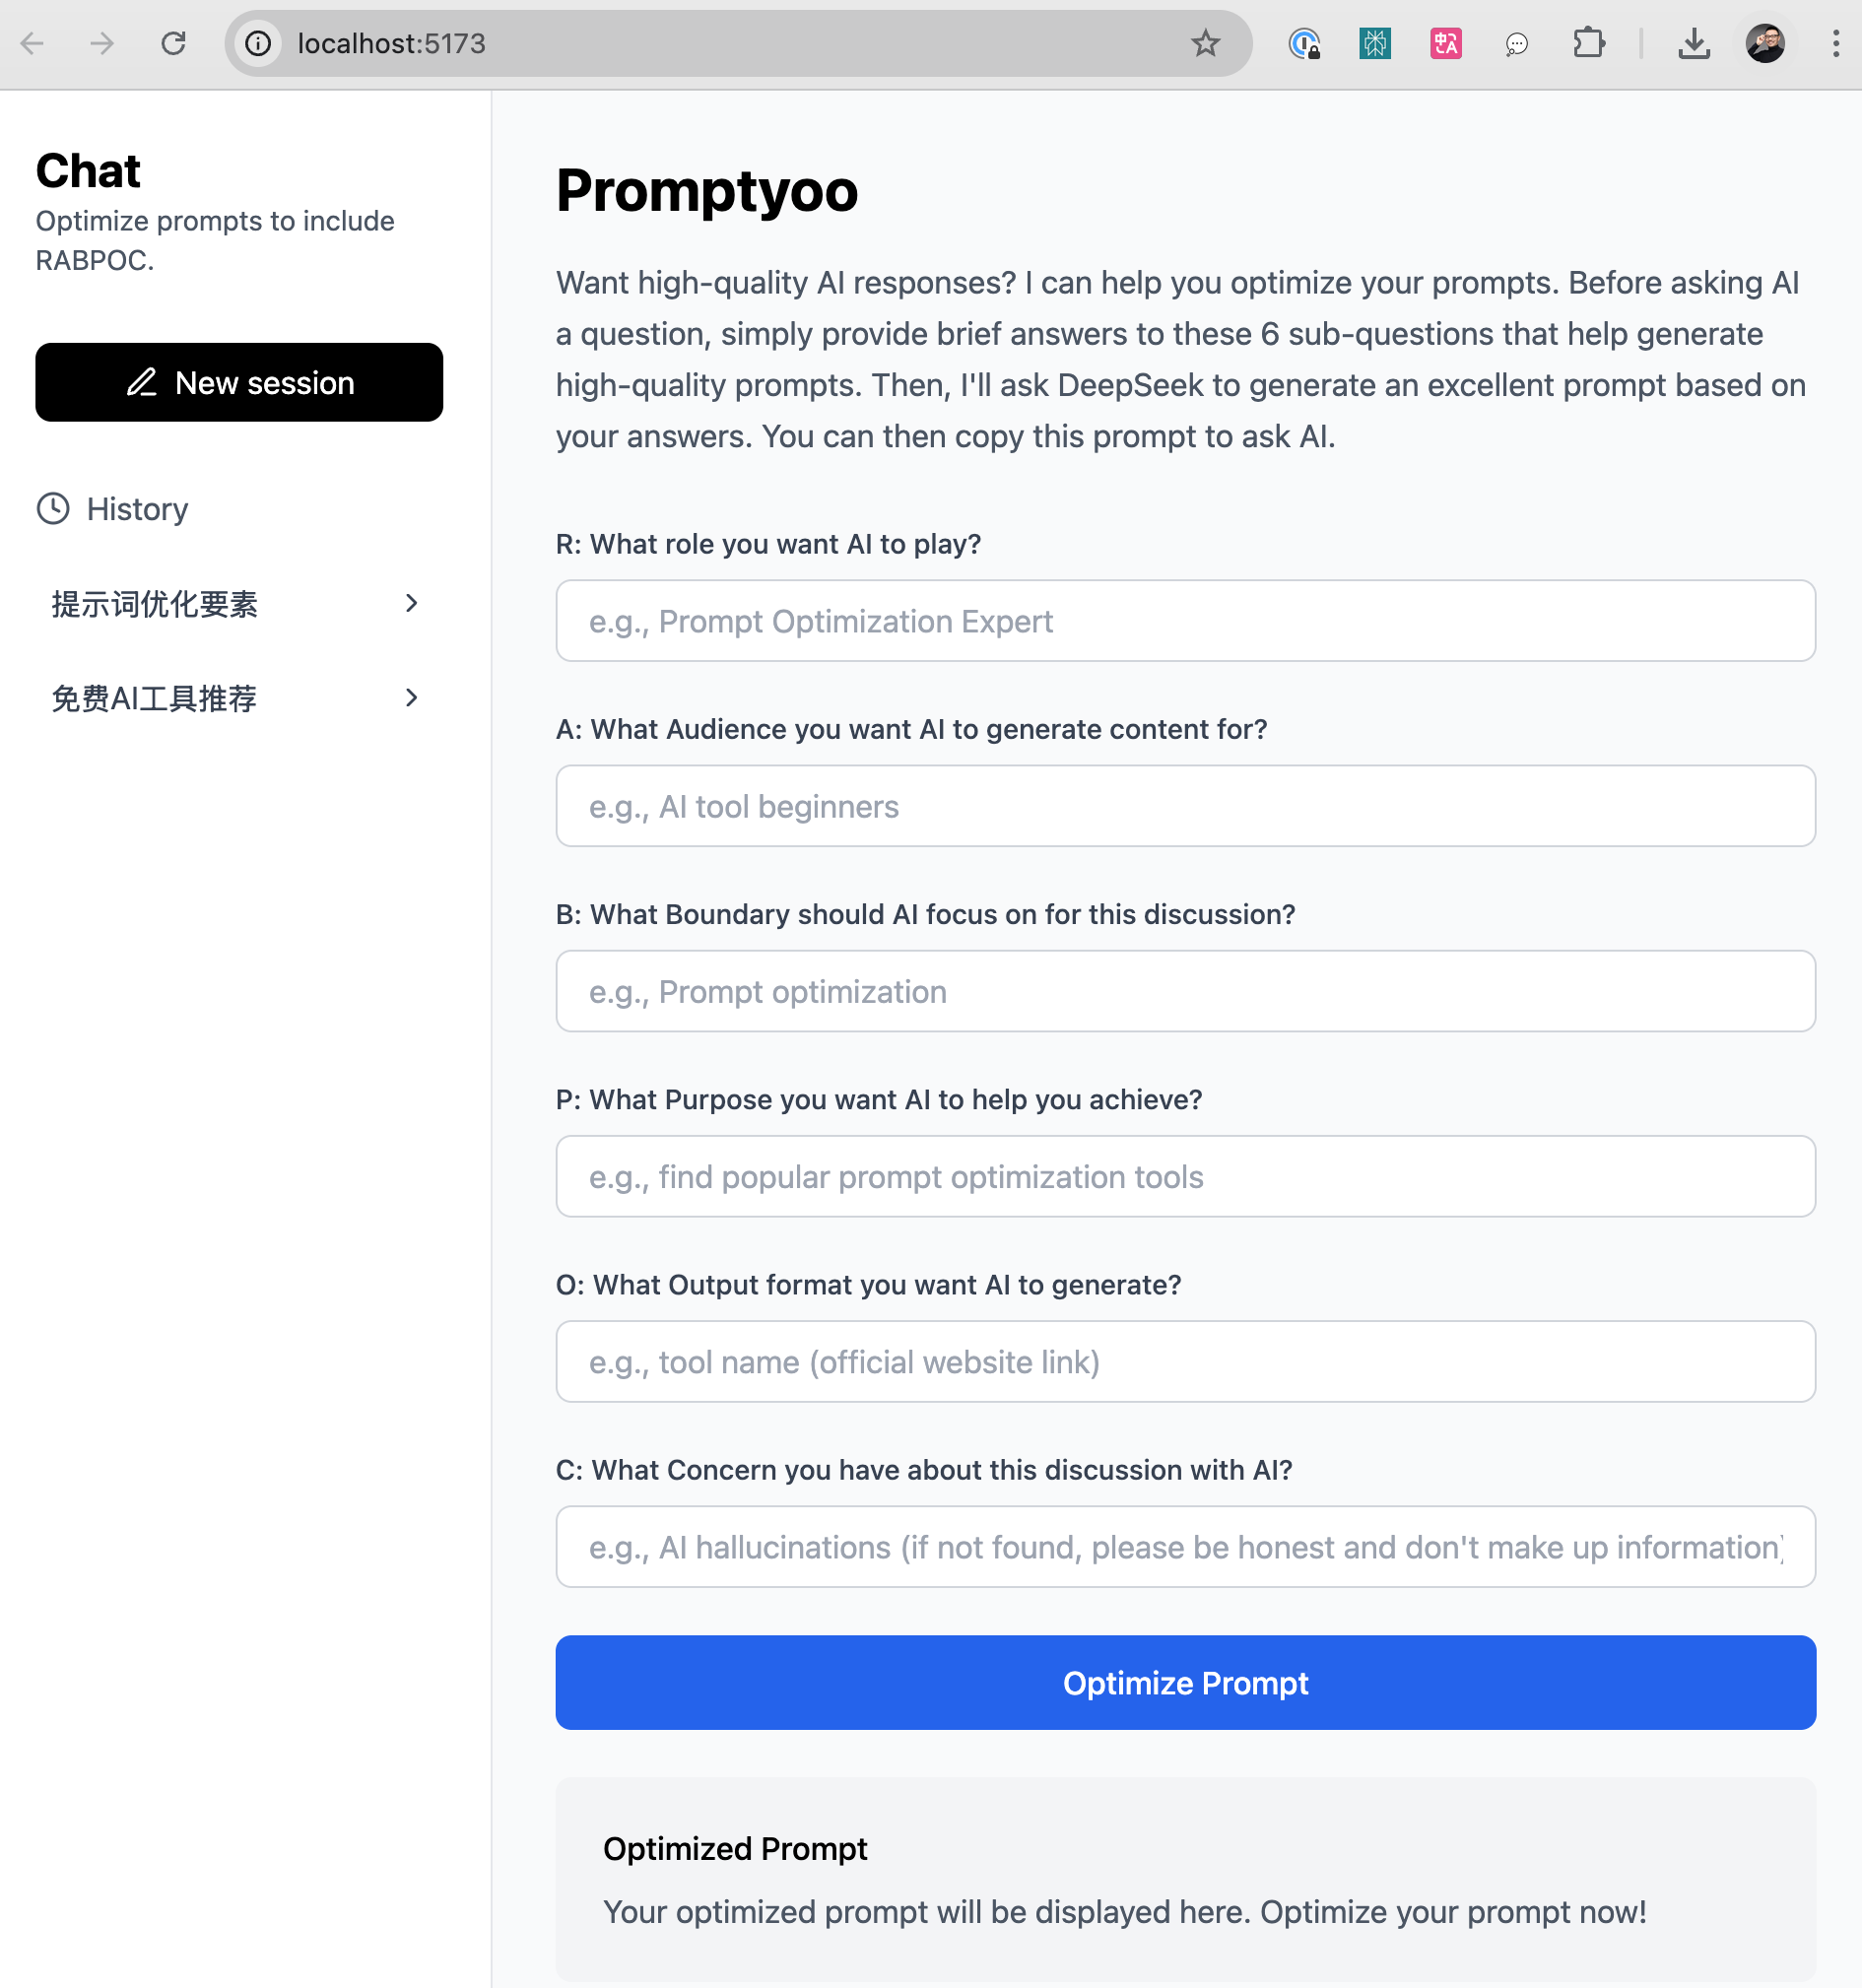 localhost:5173
中
A
Chat
Optimize prompts to include
RABPOC.
New session
History
提示词优化要素
免费AI工具推荐
Promptyoo
Want high-quality AI responses? I can help you optimize your prompts. Before asking AI
a question, simply provide brief answers to these 6 sub-questions that help generate
high-quality prompts. Then, I'll ask DeepSeek to generate an excellent prompt based on
your answers. You can then copy this prompt to ask AI.
R: What role you want AI to play?
e.g., Prompt Optimization Expert
A: What Audience you want AI to generate content for?
e.g., AI tool beginners
B: What Boundary should AI focus on for this discussion?
e.g., Prompt optimization
P: What Purpose you want AI to help you achieve?
e.g., find popular prompt optimization tools
O: What Output format you want AI to generate?
e.g., tool name (official website link)
C: What Concern you have about this discussion with AI?
e.g., AI hallucinations (if not found, please be honest and don't make up information)
Optimize Prompt
Optimized Prompt
Your optimized prompt will be displayed here. Optimize your prompt now!